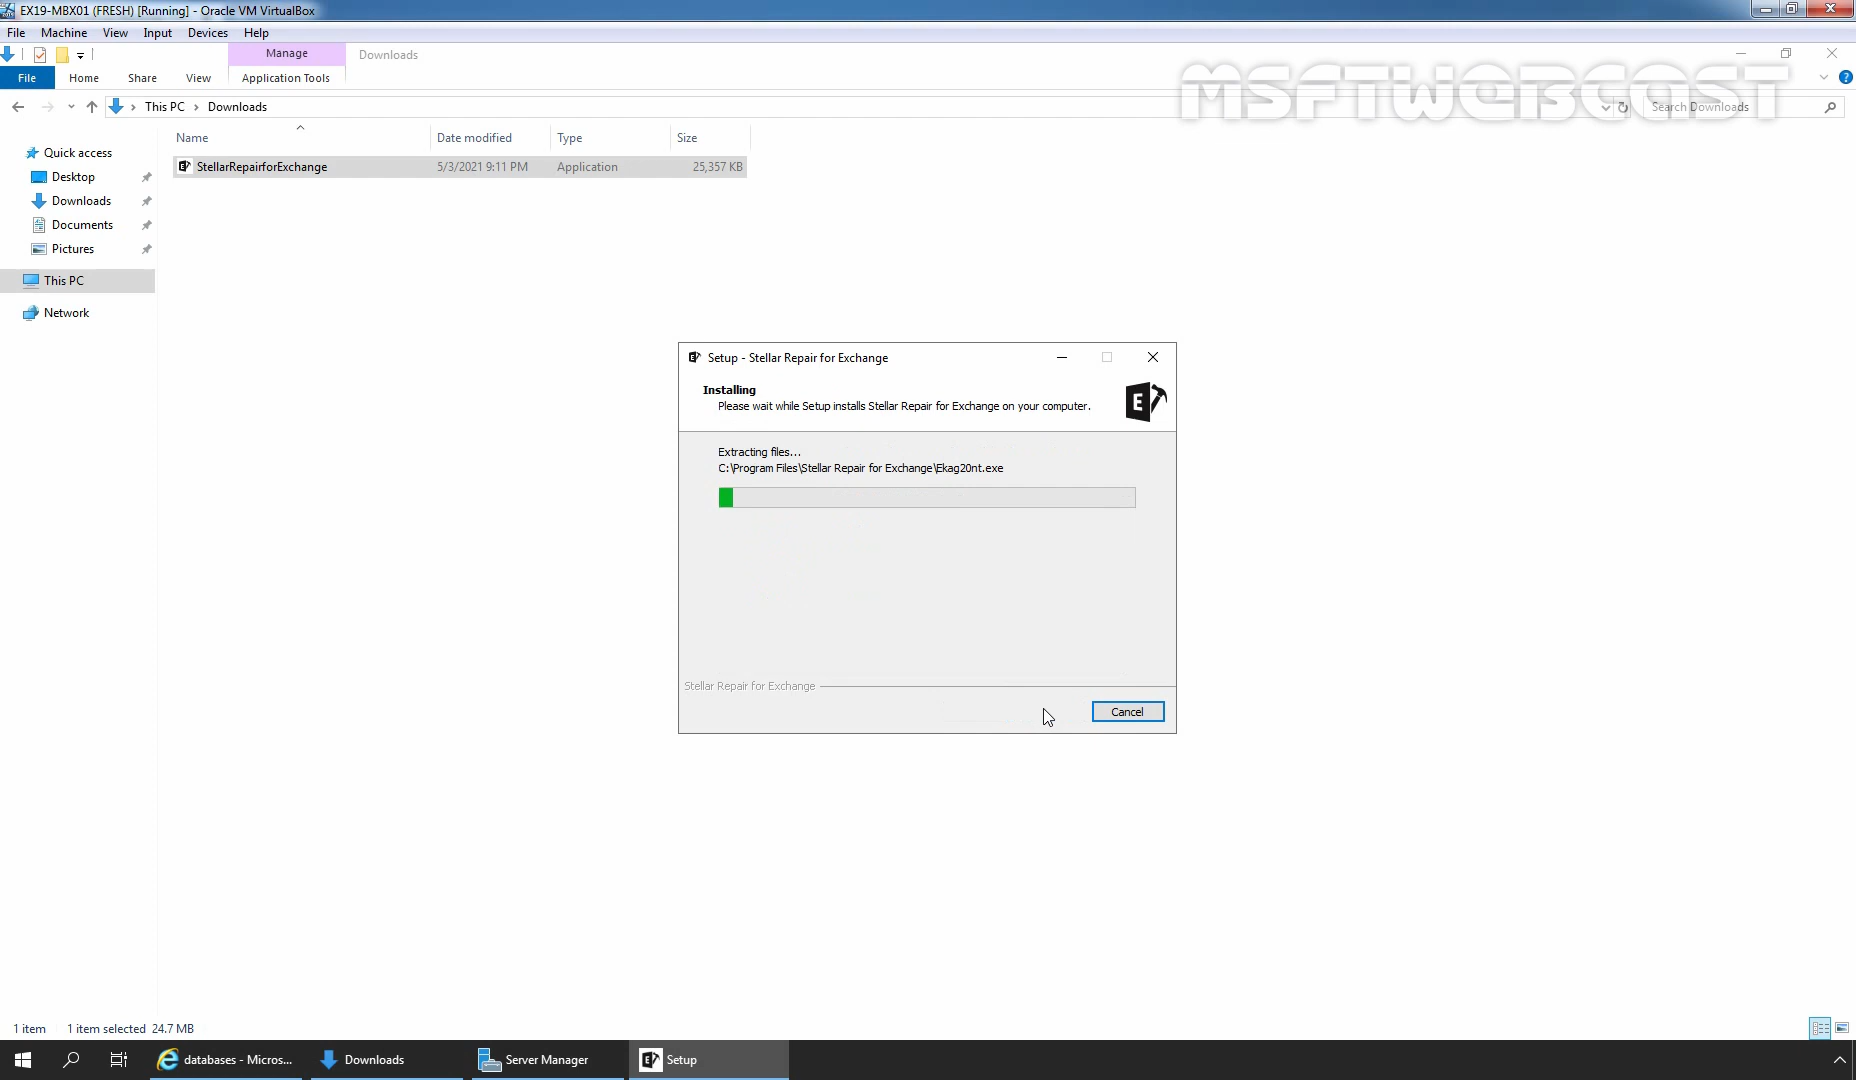 EX19-MBX01 (FRESH) [Running] - Oracle VM VirtualBox
File Machine View Input Devices Help
Manage Downloads
File Home Share View Application Tools
This PC Downloads Search Downloads
MSFTWEBCAST
Name Date modified Type Size
StellarRepairforExchange 5/3/2021 9:11 PM Application 25,357 KB
Quick access
Desktop
Downloads
Documents
Pictures
This PC
Network
Setup - Stellar Repair for Exchange
Installing
Please wait while Setup installs Stellar Repair for Exchange on your computer.
E
Extracting files...
C:\Program Files\Stellar Repair for Exchange\Ekag20nt.exe
Stellar Repair for Exchange
Cancel
1 item 1 item selected 24.7 MB
databases - Micros... Downloads Server Manager Setup